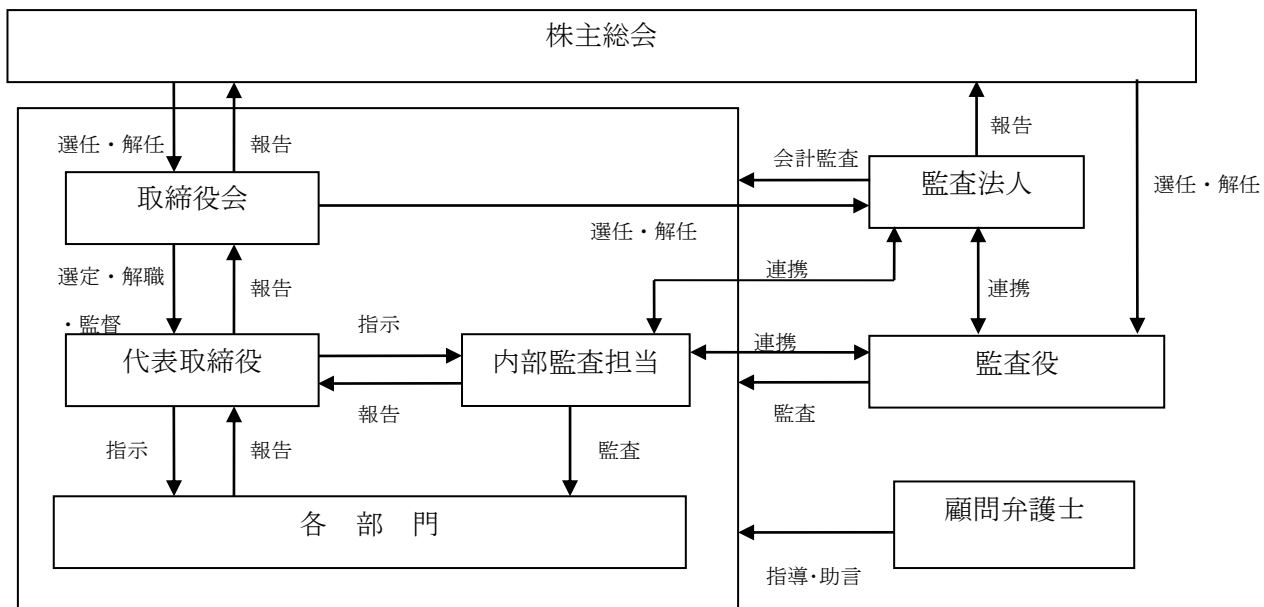 株主総会
選任・解任
報告
報告
会計監査
取締役会
監査法人
選任・解任
選任・解任
選定・解職
・監督
報告
連携
連携
指示
代表取締役
内部監査担当
連携
監査役
報告
監査
指示
報告
監査
各 部 門
顧問弁護士
指導・助言